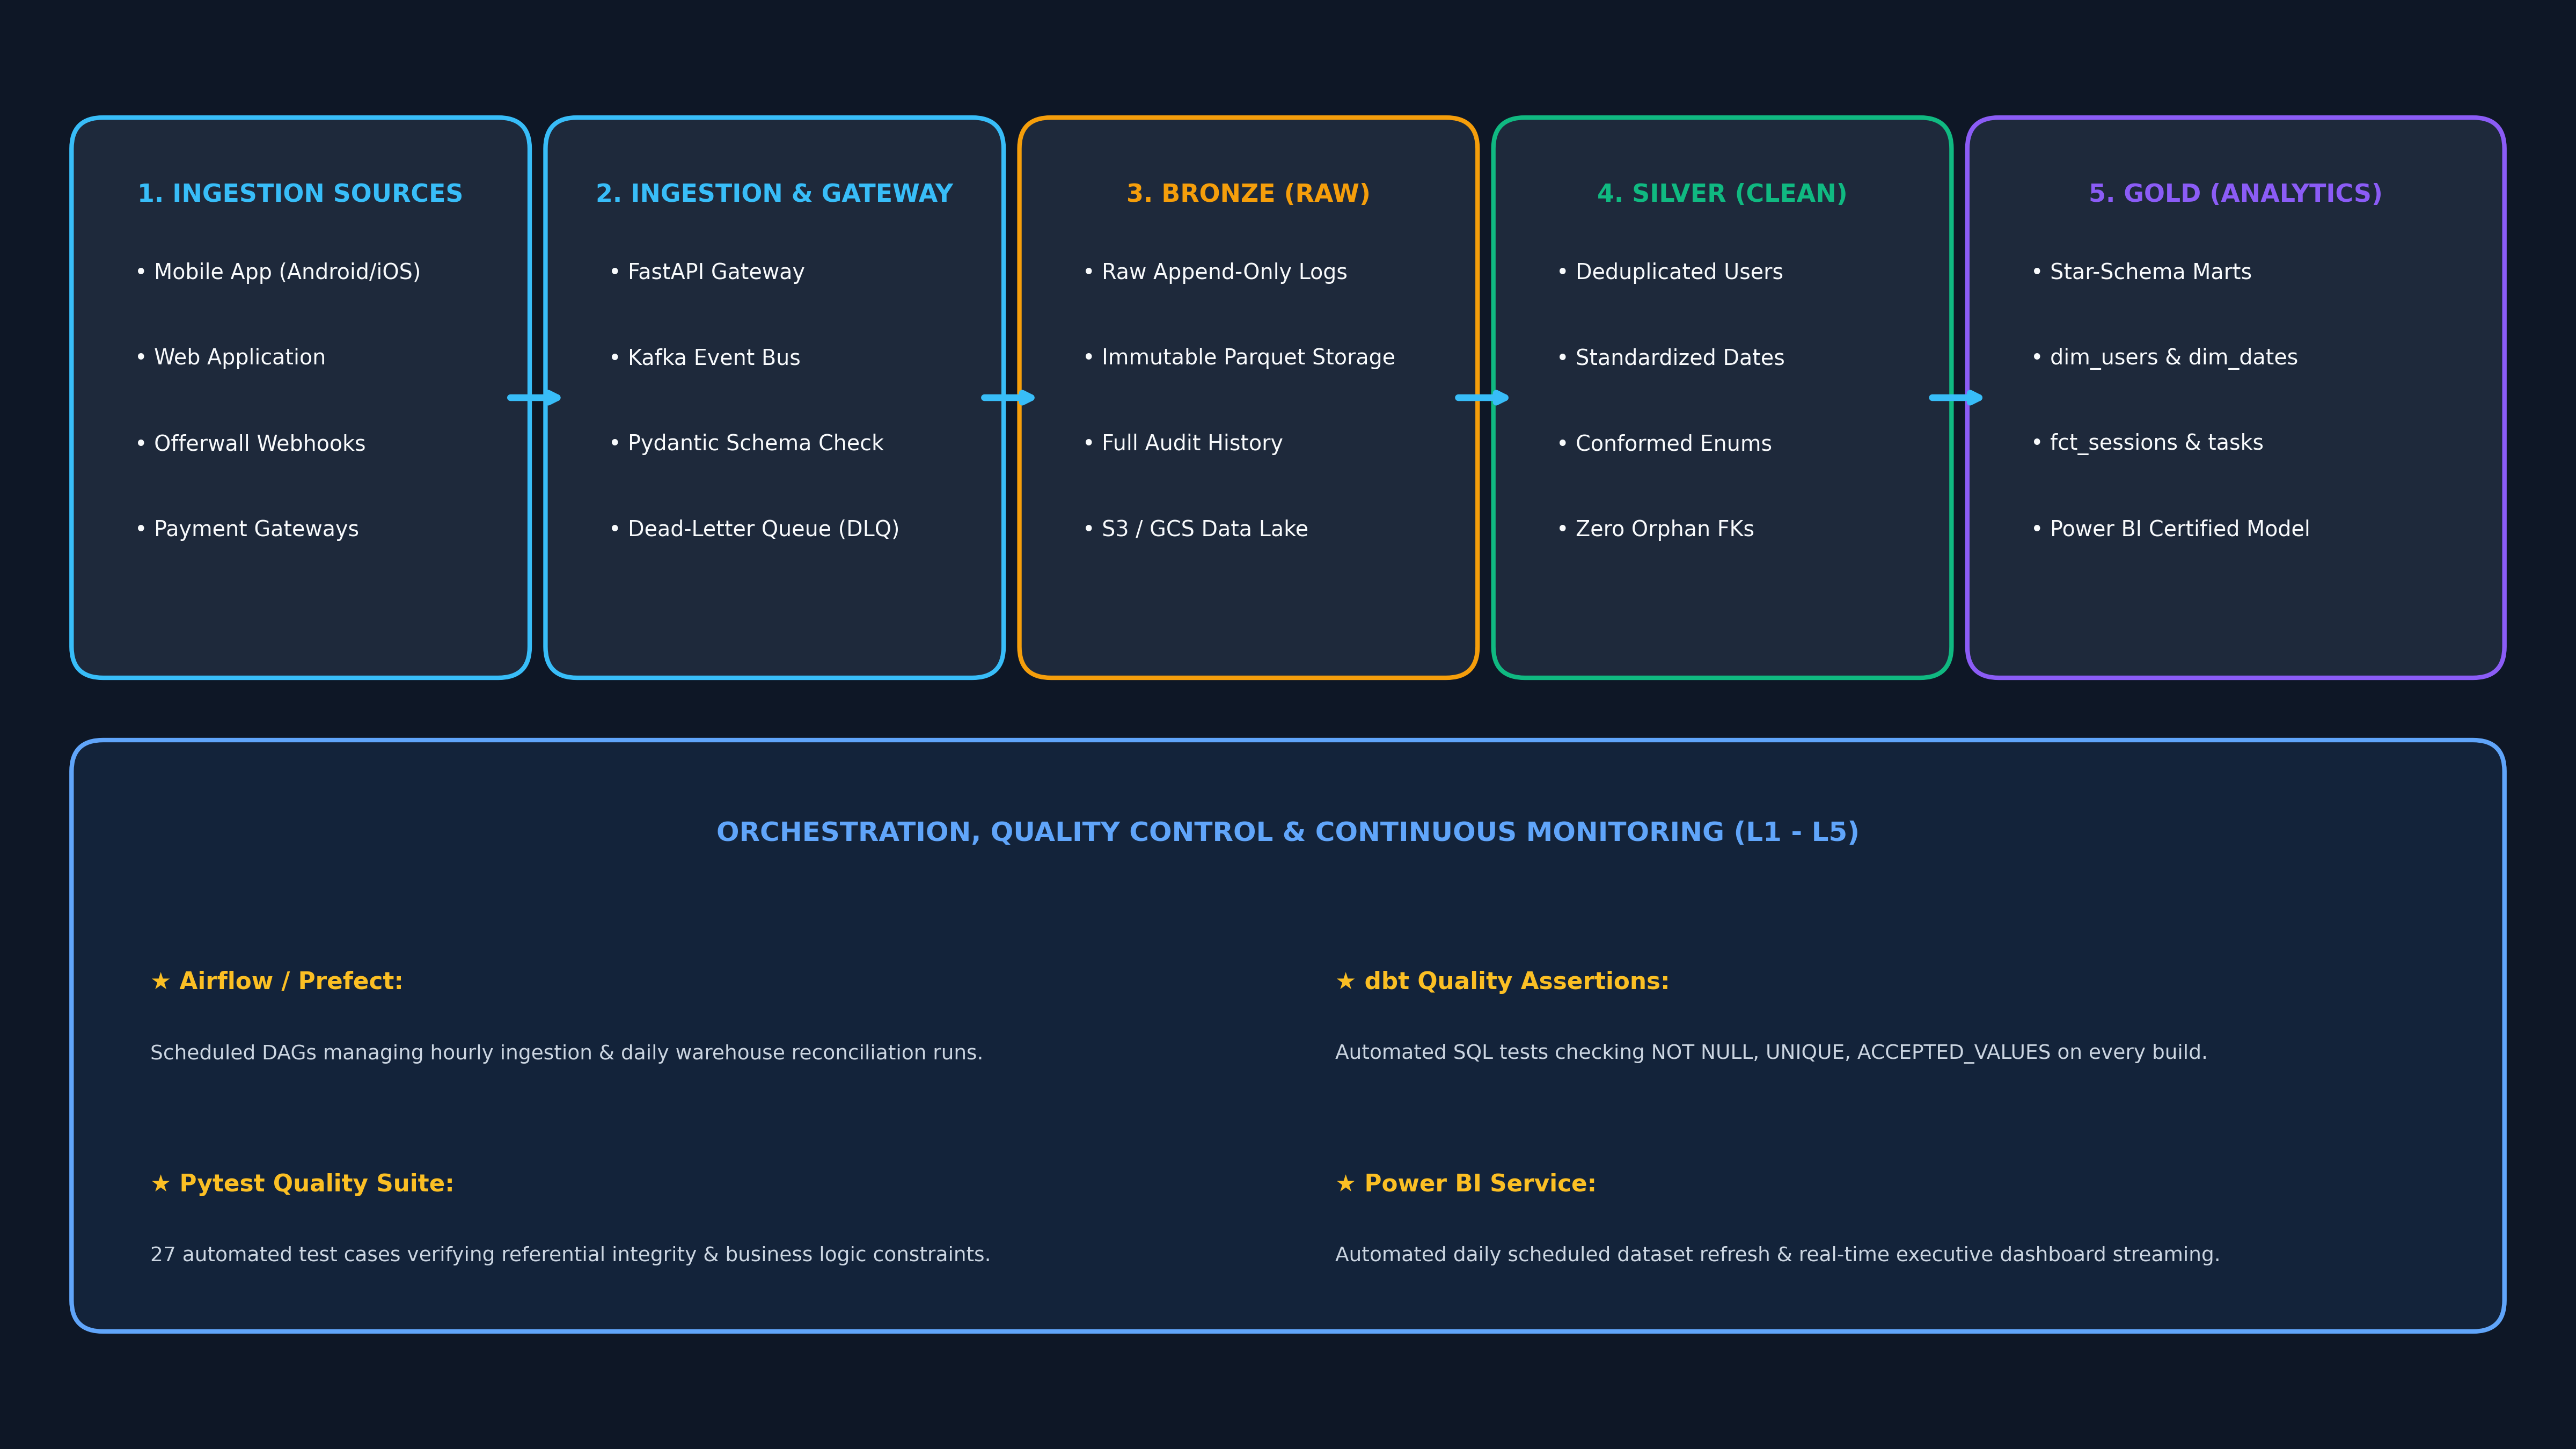 1. INGESTION SOURCES
• Mobile App (Android/iOS)
• Web Application
• Offerwall Webhooks
• Payment Gateways
2. INGESTION & GATEWAY
• FastAPI Gateway
• Kafka Event Bus
• Pydantic Schema Check
• Dead-Letter Queue (DLQ)
3. BRONZE (RAW)
• Raw Append-Only Logs
• Immutable Parquet Storage
• Full Audit History
• S3 / GCS Data Lake
4. SILVER (CLEAN)
• Deduplicated Users
• Standardized Dates
• Conformed Enums
• Zero Orphan FKs
5. GOLD (ANALYTICS)
• Star-Schema Marts
• dim_users & dim_dates
• fct_sessions & tasks
• Power BI Certified Model
ORCHESTRATION, QUALITY CONTROL & CONTINUOUS MONITORING (L1 - L5)
★ Airflow / Prefect:
Scheduled DAGs managing hourly ingestion & daily warehouse reconciliation runs.
★ dbt Quality Assertions:
Automated SQL tests checking NOT NULL, UNIQUE, ACCEPTED_VALUES on every build.
★ Pytest Quality Suite:
27 automated test cases verifying referential integrity & business logic constraints.
★ Power BI Service:
Automated daily scheduled dataset refresh & real-time executive dashboard streaming.